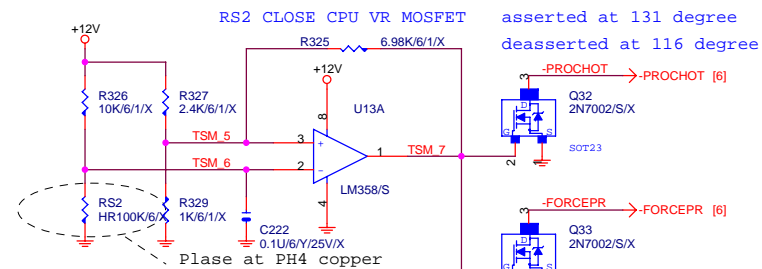 RS2 CLOSE CPU VR MOSFET
asserted at 131 degree
deasserted at 116 degree
+12V
R325
6.98K/6/1/X
+12V
-PROCHOT
-PROCHOT [6]
3
R326
10K/6/1/X
R327
2.4K/6/1/X
8
U13A
Q32
2N7002/S/X
D
G
S
SOT23
TSM_5
3
+
TSM_6
2
-
1
TSM_7
2
1
LM358/S
4
RS2
HR100K/6/X
R329
1K/6/1/X
C222
0.1U/6/Y/25V/X
-FORCEPR
-FORCEPR [6]
3
Q33
2N7002/S/X
D
G
S
Plase at PH4 copper